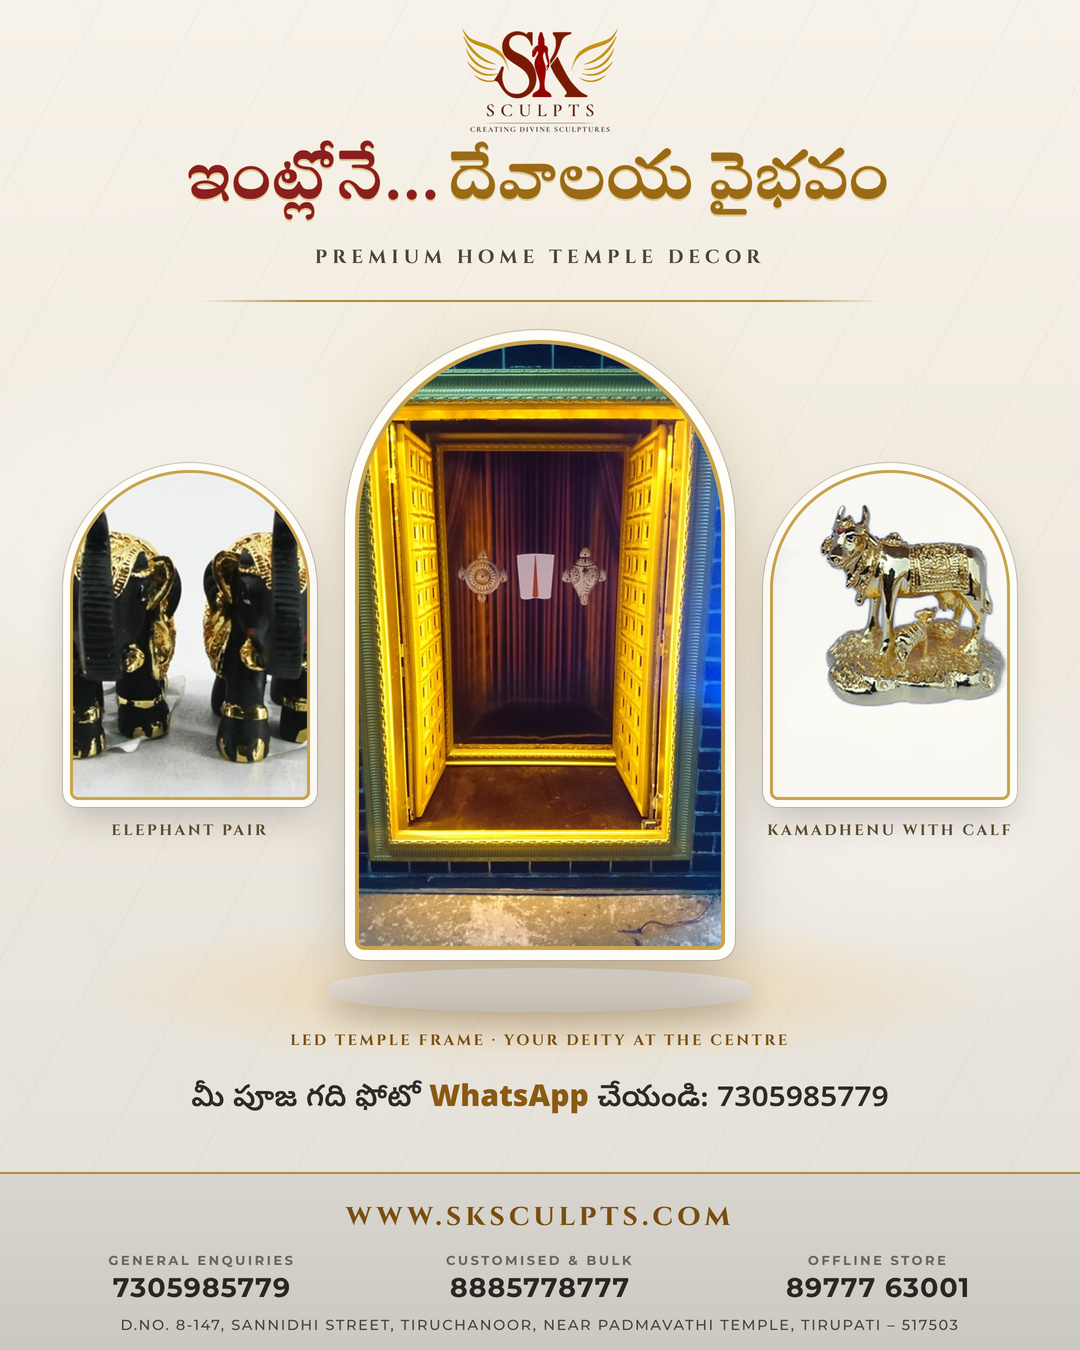 SK
SCULPTS
CREATING DIVINE SCULPTURES
ఇంట్లోనే... దేవాలయ వైభవం
PREMIUM HOME TEMPLE DECOR
ELEPHANT PAIR
KAMADHENU WITH CALF
LED TEMPLE FRAME · YOUR DEITY AT THE CENTRE
మీ పూజ గది ఫోటో WhatsApp చేయండి: 7305985779
WWW.SKSCULPTS.COM
GENERAL ENQUIRIES
7305985779
CUSTOMISED & BULK
8885778777
OFFLINE STORE
89777 63001
D.NO. 8-147, SANNIDHI STREET, TIRUCHANOOR, NEAR PADMAVATHI TEMPLE, TIRUPATI – 517503